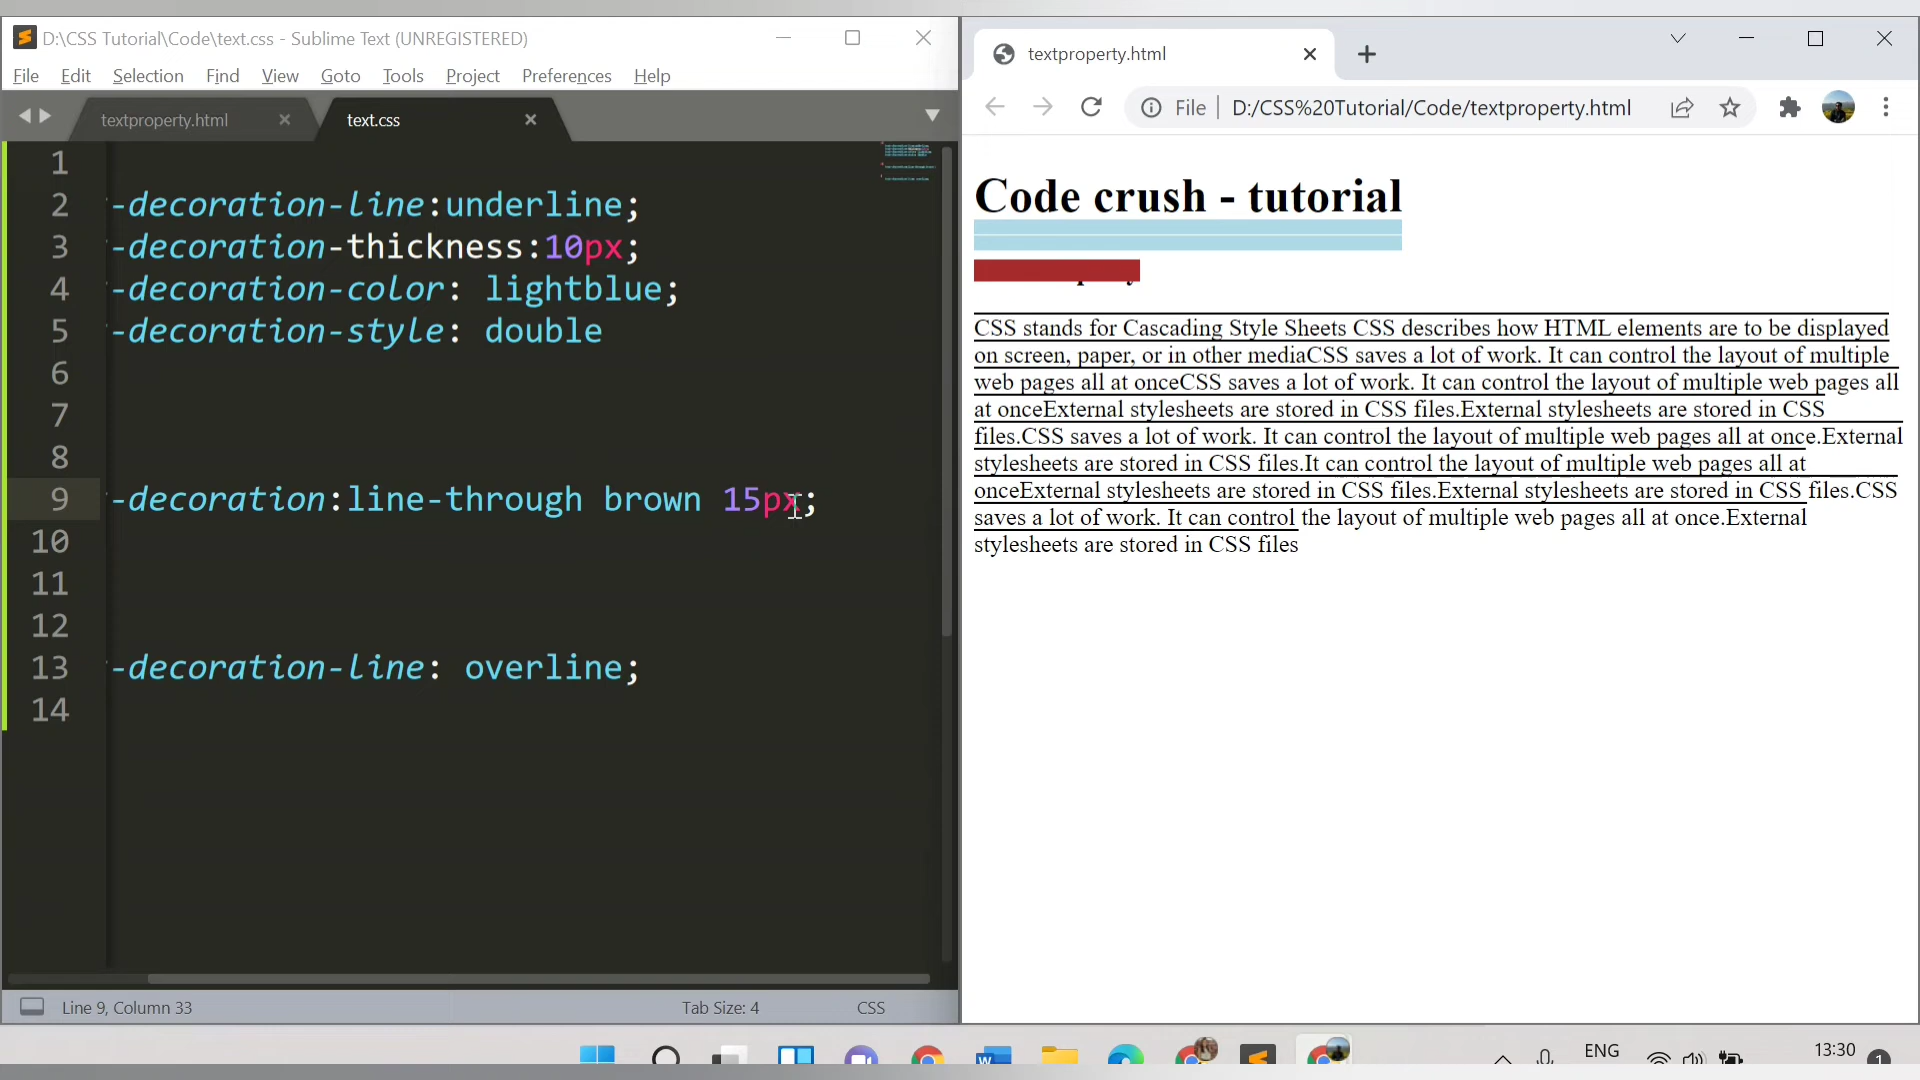 D:\CSS Tutorial\Code\text.css - Sublime Text (UNREGISTERED)
File Edit Selection Find View Goto Tools Project Preferences Help
textproperty.html text.css
1
2 -decoration-line:underline;
3 -decoration-thickness:10px;
4 -decoration-color: lightblue;
5 -decoration-style: double
6
7
8
9 -decoration:line-through brown 15px;
10
11
12
13 -decoration-line: overline;
14
Line 9, Column 33 Tab Size: 4 CSS
textproperty.html
File D:/CSS%20Tutorial/Code/textproperty.html
Code crush - tutorial
CSS stands for Cascading Style Sheets CSS describes how HTML elements are to be displayed
on screen, paper, or in other mediaCSS saves a lot of work. It can control the layout of multiple
web pages all at onceCSS saves a lot of work. It can control the layout of multiple web pages all
at onceExternal stylesheets are stored in CSS files.External stylesheets are stored in CSS
files.CSS saves a lot of work. It can control the layout of multiple web pages all at once.External
stylesheets are stored in CSS files.It can control the layout of multiple web pages all at
onceExternal stylesheets are stored in CSS files.External stylesheets are stored in CSS files.CSS
saves a lot of work. It can control the layout of multiple web pages all at once.External
stylesheets are stored in CSS files
ENG 13:30 1